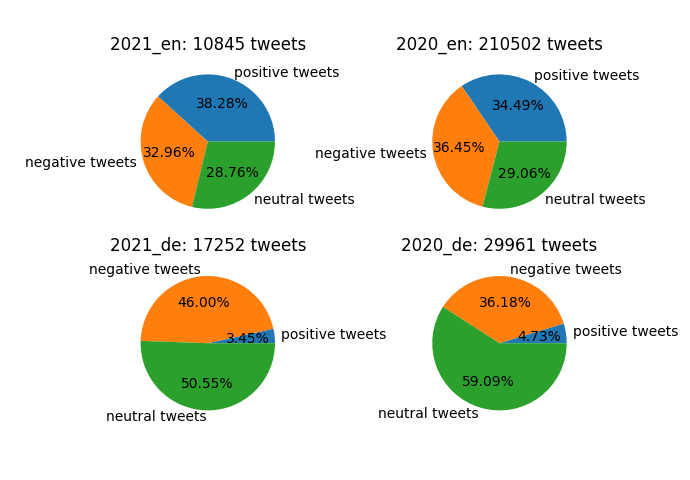 2021_en: 10845 tweets
positive tweets
38.28%
negative tweets
32.96%
28.76%
neutral tweets
2020_en: 210502 tweets
positive tweets
34.49%
negative tweets
36.45%
29.06%
neutral tweets
2021_de: 17252 tweets
negative tweets
46.00%
positive tweets
3.45%
50.55%
neutral tweets
2020_de: 29961 tweets
negative tweets
36.18%
positive tweets
4.73%
59.09%
neutral tweets